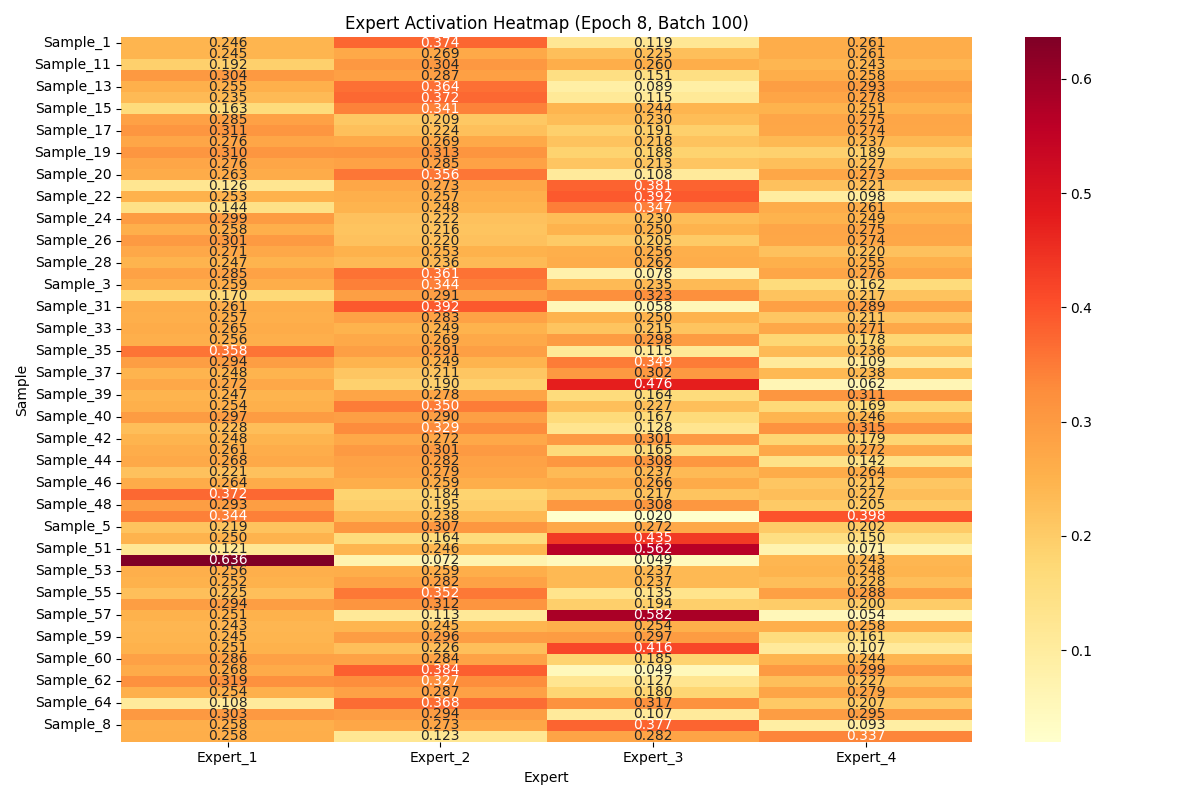 Expert Activation Heatmap (Epoch 8, Batch 100)
Sample_1 0.246 0.374 0.119 0.261
0.245 0.269 0.225 0.261
Sample_11 0.192 0.304 0.260 0.243
0.304 0.287 0.151 0.258
Sample_13 0.255 0.364 0.089 0.293
0.235 0.372 0.115 0.278
Sample_15 0.163 0.341 0.244 0.251
0.285 0.209 0.230 0.275
Sample_17 0.311 0.224 0.191 0.274
0.276 0.269 0.218 0.237
Sample_19 0.310 0.313 0.188 0.189
0.276 0.285 0.213 0.227
Sample_20 0.263 0.356 0.108 0.273
0.126 0.273 0.381 0.221
Sample_22 0.253 0.257 0.392 0.098
0.144 0.248 0.347 0.261
Sample_24 0.299 0.222 0.230 0.249
0.258 0.216 0.250 0.275
Sample_26 0.301 0.220 0.205 0.274
0.271 0.253 0.256 0.220
Sample_28 0.247 0.236 0.262 0.255
0.285 0.361 0.078 0.276
Sample_3 0.259 0.344 0.235 0.162
0.170 0.291 0.323 0.217
Sample_31 0.261 0.392 0.058 0.289
0.257 0.283 0.250 0.211
Sample_33 0.265 0.249 0.215 0.271
0.256 0.269 0.298 0.178
Sample_35 0.358 0.291 0.115 0.236
0.294 0.249 0.349 0.109
Sample_37 0.248 0.211 0.302 0.238
0.272 0.190 0.476 0.062
Sample_39 0.247 0.278 0.164 0.311
0.254 0.350 0.227 0.169
Sample_40 0.297 0.290 0.167 0.246
0.228 0.329 0.128 0.315
Sample_42 0.248 0.272 0.301 0.179
0.261 0.301 0.165 0.272
Sample_44 0.268 0.282 0.308 0.142
0.221 0.279 0.237 0.264
Sample_46 0.264 0.259 0.266 0.212
0.372 0.184 0.217 0.227
Sample_48 0.293 0.195 0.308 0.205
0.344 0.238 0.020 0.398
Sample_5 0.219 0.307 0.272 0.202
0.250 0.164 0.435 0.150
Sample_51 0.121 0.246 0.562 0.071
0.636 0.072 0.049 0.243
Sample_53 0.256 0.259 0.237 0.248
0.252 0.282 0.237 0.228
Sample_55 0.225 0.352 0.135 0.288
0.294 0.312 0.194 0.200
Sample_57 0.251 0.113 0.582 0.054
0.243 0.245 0.254 0.258
Sample_59 0.245 0.296 0.297 0.161
0.251 0.226 0.416 0.107
Sample_60 0.286 0.284 0.185 0.244
0.268 0.384 0.049 0.299
Sample_62 0.319 0.327 0.127 0.227
0.254 0.287 0.180 0.279
Sample_64 0.108 0.368 0.317 0.207
0.303 0.294 0.107 0.295
Sample_8 0.258 0.273 0.377 0.093
0.258 0.123 0.282 0.337
Expert_1 Expert_2 Expert_3 Expert_4
Expert
Sample
0.6
0.5
0.4
0.3
0.2
0.1